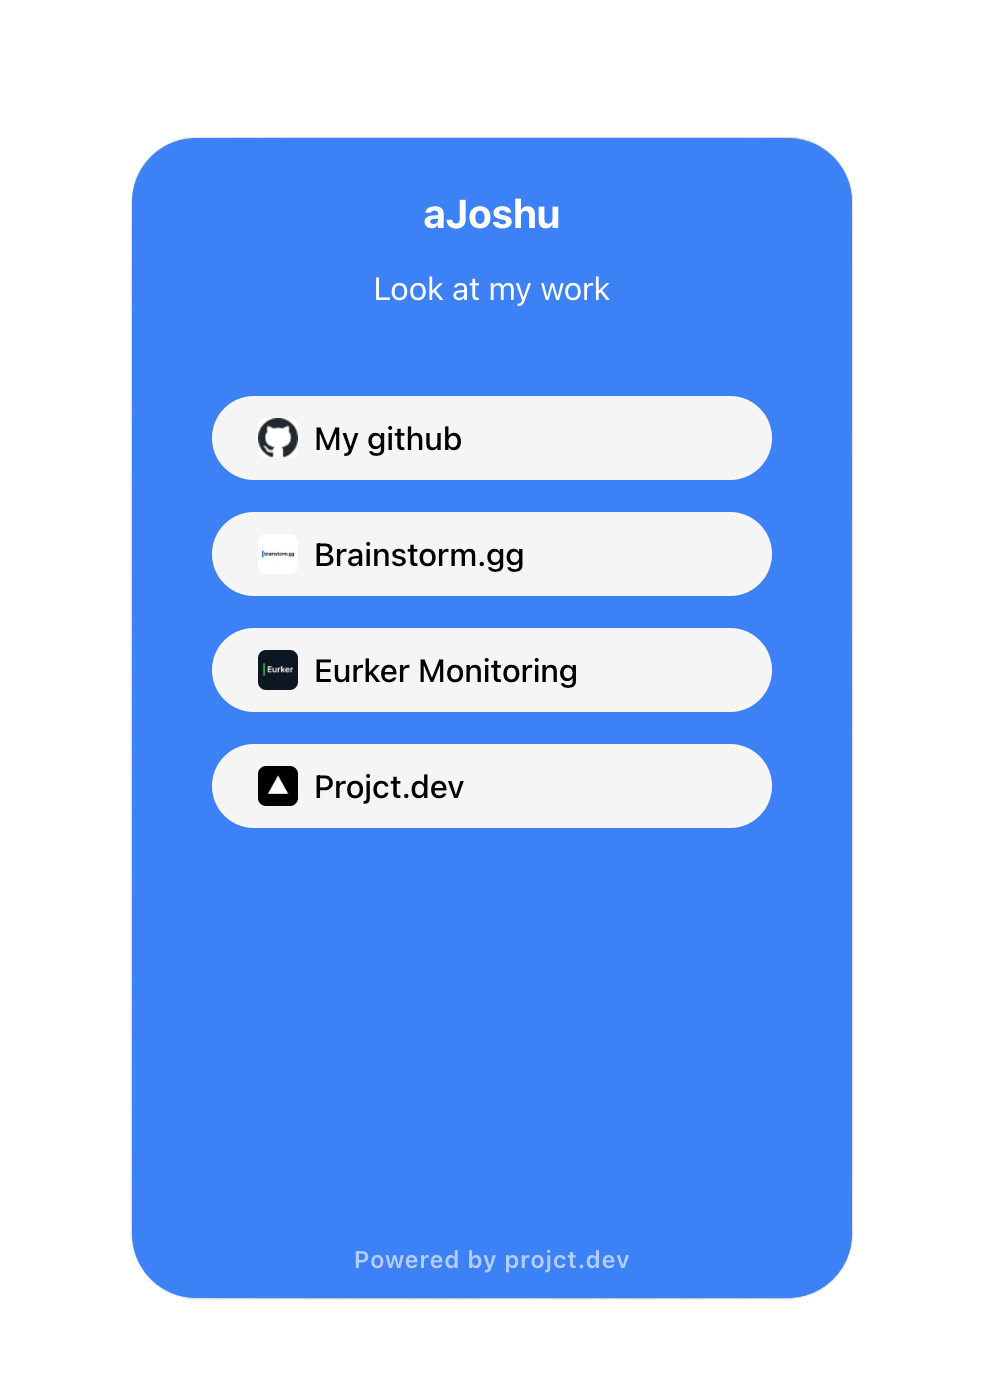 aJoshu
Look at my work
My github
brainstorm.gg
Brainstorm.gg
Eurker
Eurker Monitoring
Projct.dev
Powered by projct.dev